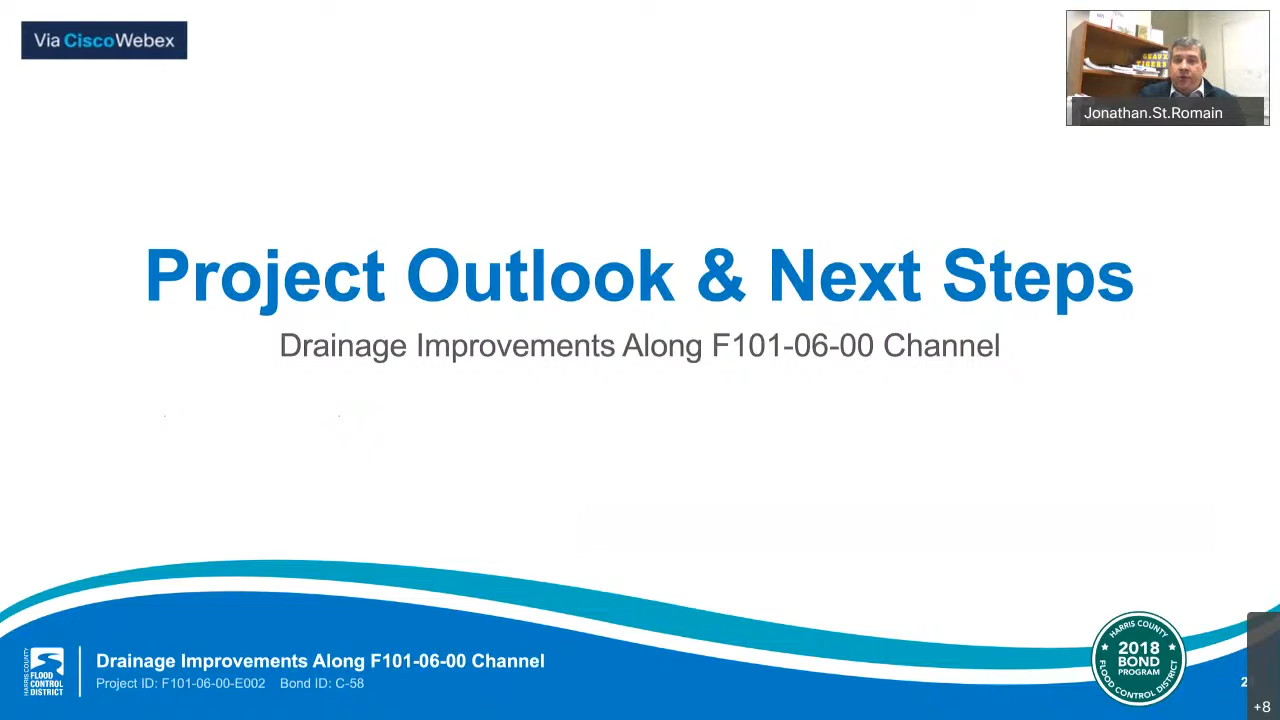 Via CiscoWebex
GEAUX
TIGERS
Jonathan.St.Romain
Project Outlook & Next Steps
Drainage Improvements Along F101-06-00 Channel
HARRIS COUNTY
FLOOD
CONTROL
DISTRICT
Drainage Improvements Along F101-06-00 Channel
Project ID: F101-06-00-E002 Bond ID: C-58
HARRIS COUNTY
2018
BOND
PROGRAM
FLOOD CONTROL DISTRICT
+8